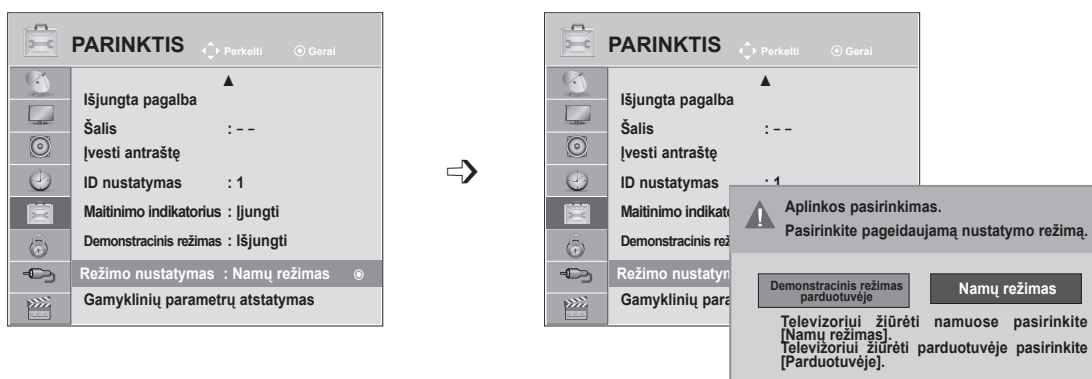 PARINKTIS Perkelti Gerai
Išjungta pagalba
Šalis : – –
Įvesti antraštę
ID nustatymas : 1
Maitinimo indikatorius : Įjungti
Demonstracinis režimas : Išjungti
Režimo nustatymas : Namų režimas
Gamyklinių parametrų atstatymas
PARINKTIS Perkelti Gerai
Išjungta pagalba
Šalis : – –
Įvesti antraštę
ID nustatymas : 1
Maitinimo indikato
Demonstracinis rež
Režimo nustatym
Gamyklinių para
Aplinkos pasirinkimas.
Pasirinkite pageidaujamą nustatymo režimą.
Demonstracinis režimas
parduotuvėje
Namų režimas
Televizoriui žiūrėti namuose pasirinkite
[Namų režimas].
Televizoriui žiūrėti parduotuvėje pasirinkite
[Parduotuvėje].